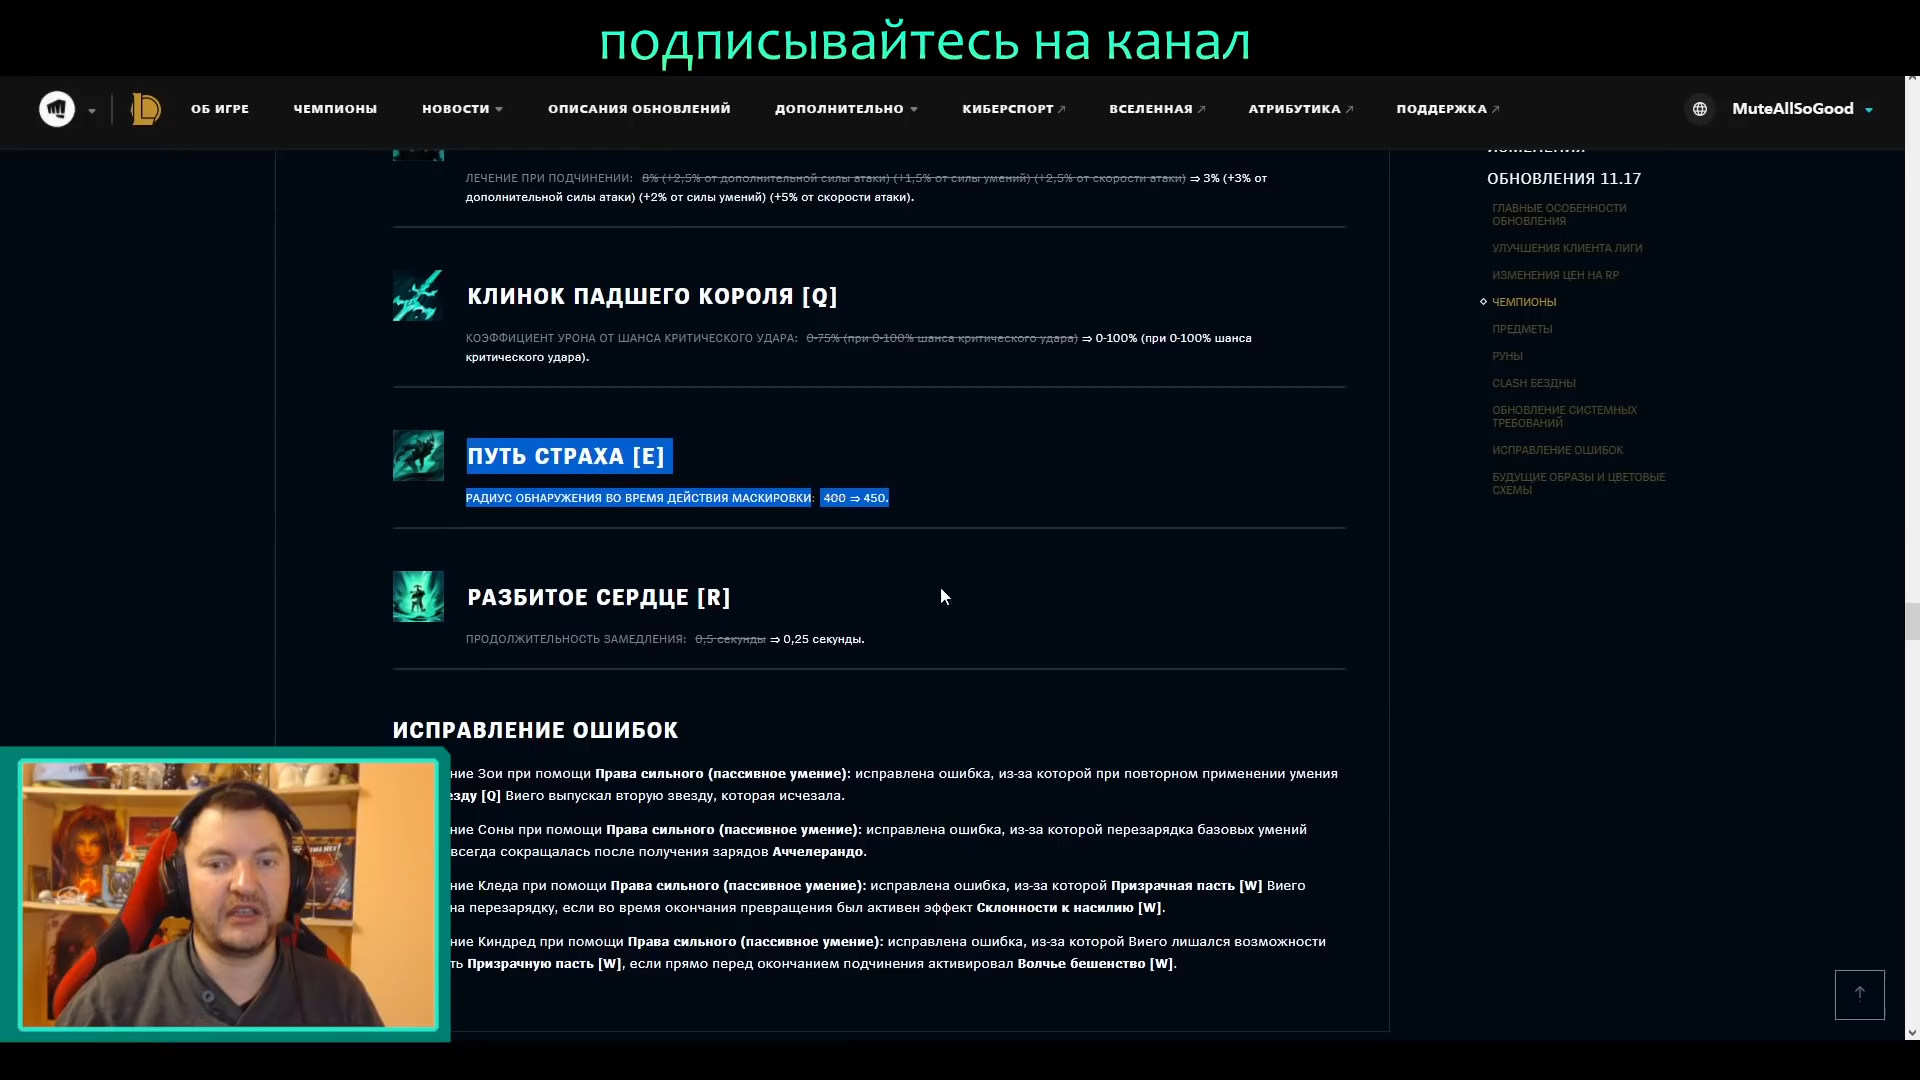 подписывайтесь на канал
ОБ ИГРЕ ЧЕМПИОНЫ НОВОСТИ ОПИСАНИЯ ОБНОВЛЕНИЙ ДОПОЛНИТЕЛЬНО КИБЕРСПОРТ ВСЕЛЕННАЯ АТРИБУТИКА ПОДДЕРЖКА MuteAllSoGood
ЛЕЧЕНИЕ ПРИ ПОДЧИНЕНИИ: 8% (+2,5% от дополнительной силы атаки) (+1,5% от силы умений) (+2,5% от скорости атаки) ⇒ 3% (+3% от
дополнительной силы атаки) (+2% от силы умений) (+5% от скорости атаки).
КЛИНОК ПАДШЕГО КОРОЛЯ [Q]
КОЭФФИЦИЕНТ УРОНА ОТ ШАНСА КРИТИЧЕСКОГО УДАРА: 0-75% (при 0-100% шанса критического удара) ⇒ 0-100% (при 0-100% шанса
критического удара).
ПУТЬ СТРАХА [E]
РАДИУС ОБНАРУЖЕНИЯ ВО ВРЕМЯ ДЕЙСТВИЯ МАСКИРОВКИ: 400 ⇒ 450.
РАЗБИТОЕ СЕРДЦЕ [R]
ПРОДОЛЖИТЕЛЬНОСТЬ ЗАМЕДЛЕНИЯ: 0,5 секунды ⇒ 0,25 секунды.
ИСПРАВЛЕНИЕ ОШИБОК
ние Зои при помощи Права сильного (пассивное умение): исправлена ошибка, из-за которой при повторном применении умения
езду [Q] Виего выпускал вторую звезду, которая исчезала.
ние Соны при помощи Права сильного (пассивное умение): исправлена ошибка, из-за которой перезарядка базовых умений
всегда сокращалась после получения зарядов Аччелерандо.
ние Кледа при помощи Права сильного (пассивное умение): исправлена ошибка, из-за которой Призрачная пасть [W] Виего
на перезарядку, если во время окончания превращения был активен эффект Склонности к насилию [W].
ние Киндред при помощи Права сильного (пассивное умение): исправлена ошибка, из-за которой Виего лишался возможности
ть Призрачную пасть [W], если прямо перед окончанием подчинения активировал Волчье бешенство [W].
ИЗМЕНЕНИЯ
ОБНОВЛЕНИЯ 11.17
ГЛАВНЫЕ ОСОБЕННОСТИ
ОБНОВЛЕНИЯ
УЛУЧШЕНИЯ КЛИЕНТА ЛИГИ
ИЗМЕНЕНИЯ ЦЕН НА RP
ЧЕМПИОНЫ
ПРЕДМЕТЫ
РУНЫ
CLASH БЕЗДНЫ
ОБНОВЛЕНИЕ СИСТЕМНЫХ
ТРЕБОВАНИЙ
ИСПРАВЛЕНИЕ ОШИБОК
БУДУЩИЕ ОБРАЗЫ И ЦВЕТОВЫЕ
СХЕМЫ